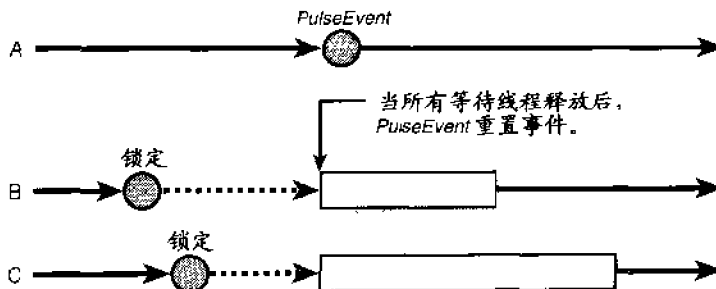 PulseEvent
A
当所有等待线程释放后，
PulseEvent 重置事件。
锁定
B
锁定
C